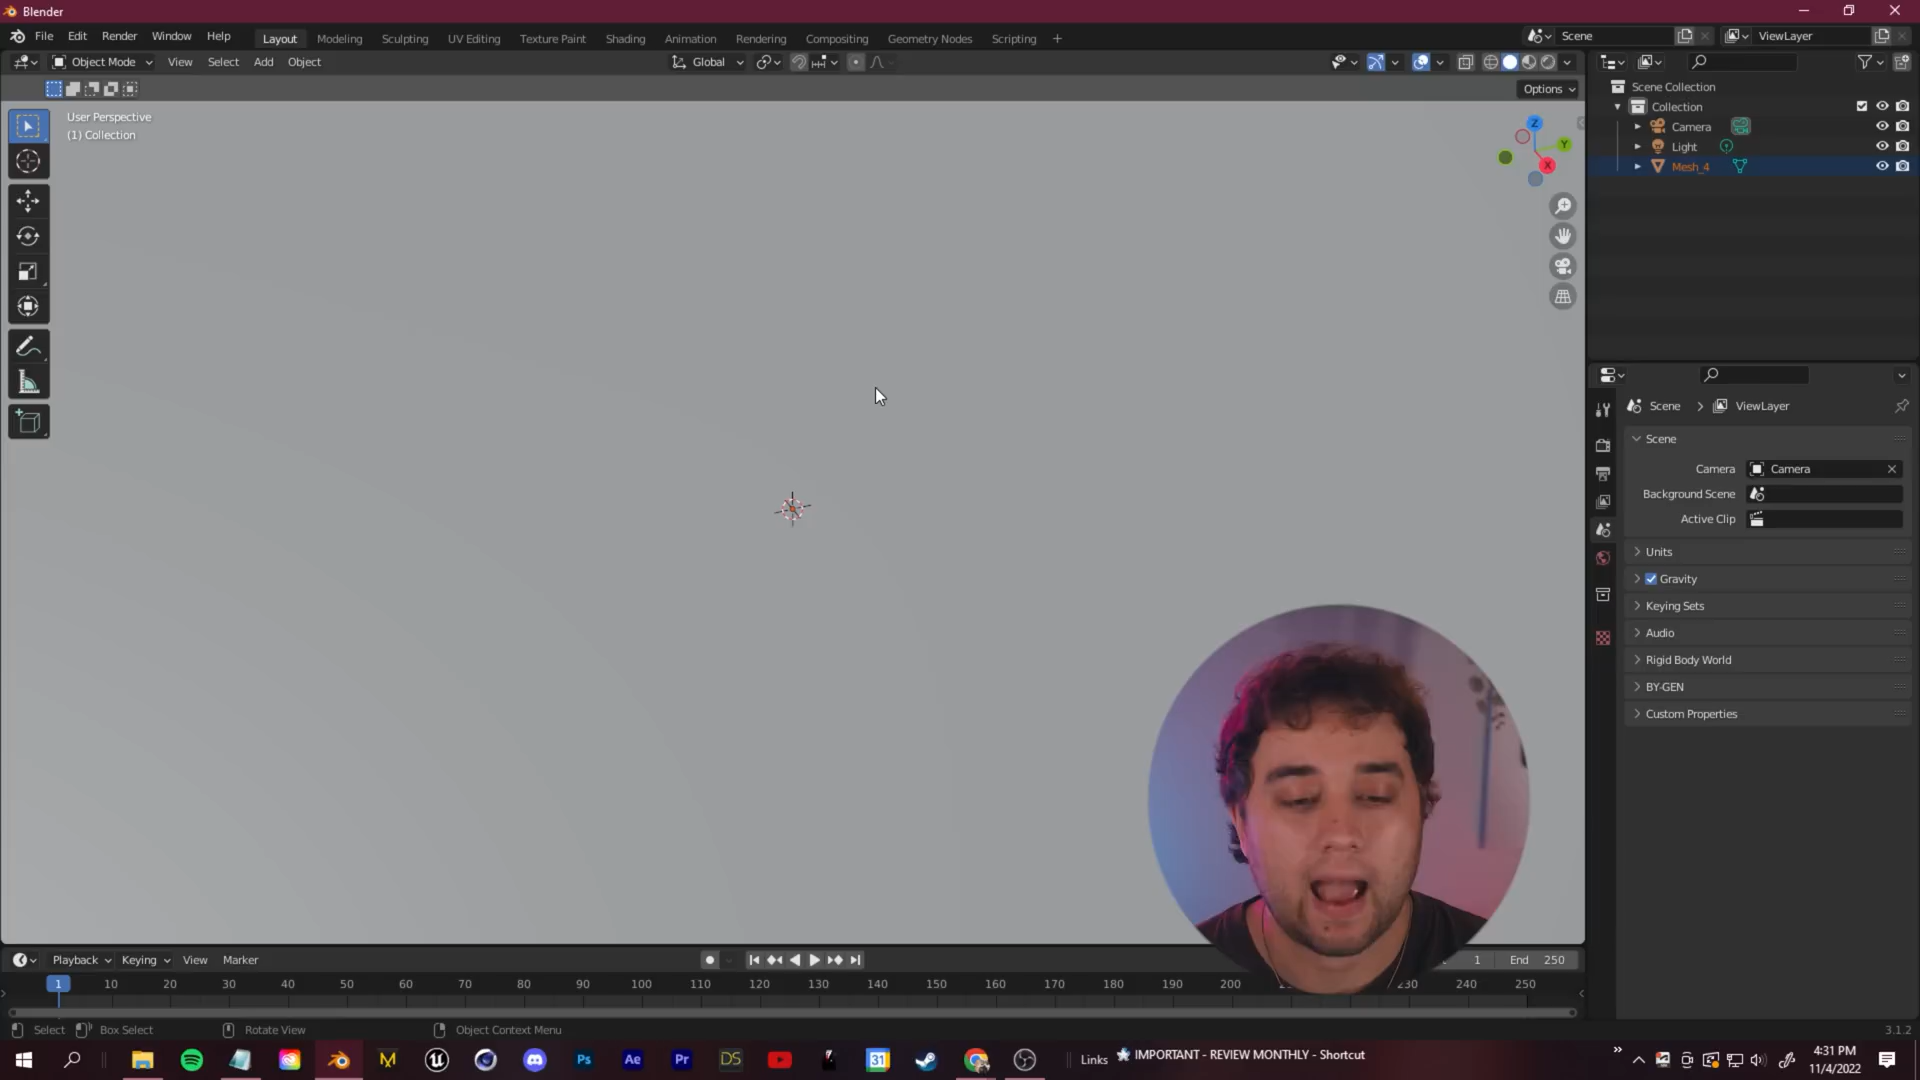 Blender
File Edit Render Window Help
Layout Modeling Sculpting UV Editing Texture Paint Shading Animation Rendering Compositing Geometry Nodes Scripting +
Scene
ViewLayer
Object Mode View Select Add Object
Global
Options
User Perspective
(1) Collection
Z
Y
X
Scene Collection
Collection
Camera
Light
Mesh_4
Scene > ViewLayer
Scene
Camera Camera
Background Scene
Active Clip
Units
Gravity
Keying Sets
Audio
Rigid Body World
BY-GEN
Custom Properties
Playback Keying View Marker
1 End 250
1 10 20 30 40 50 60 70 80 90 100 110 120 130 140 150 160 170 180 190 200 210 230 240 250
Select Box Select Rotate View Object Context Menu
3.1.2
M Ps Ae Pr DS 31
Links IMPORTANT - REVIEW MONTHLY - Shortcut
4:31 PM
11/4/2022